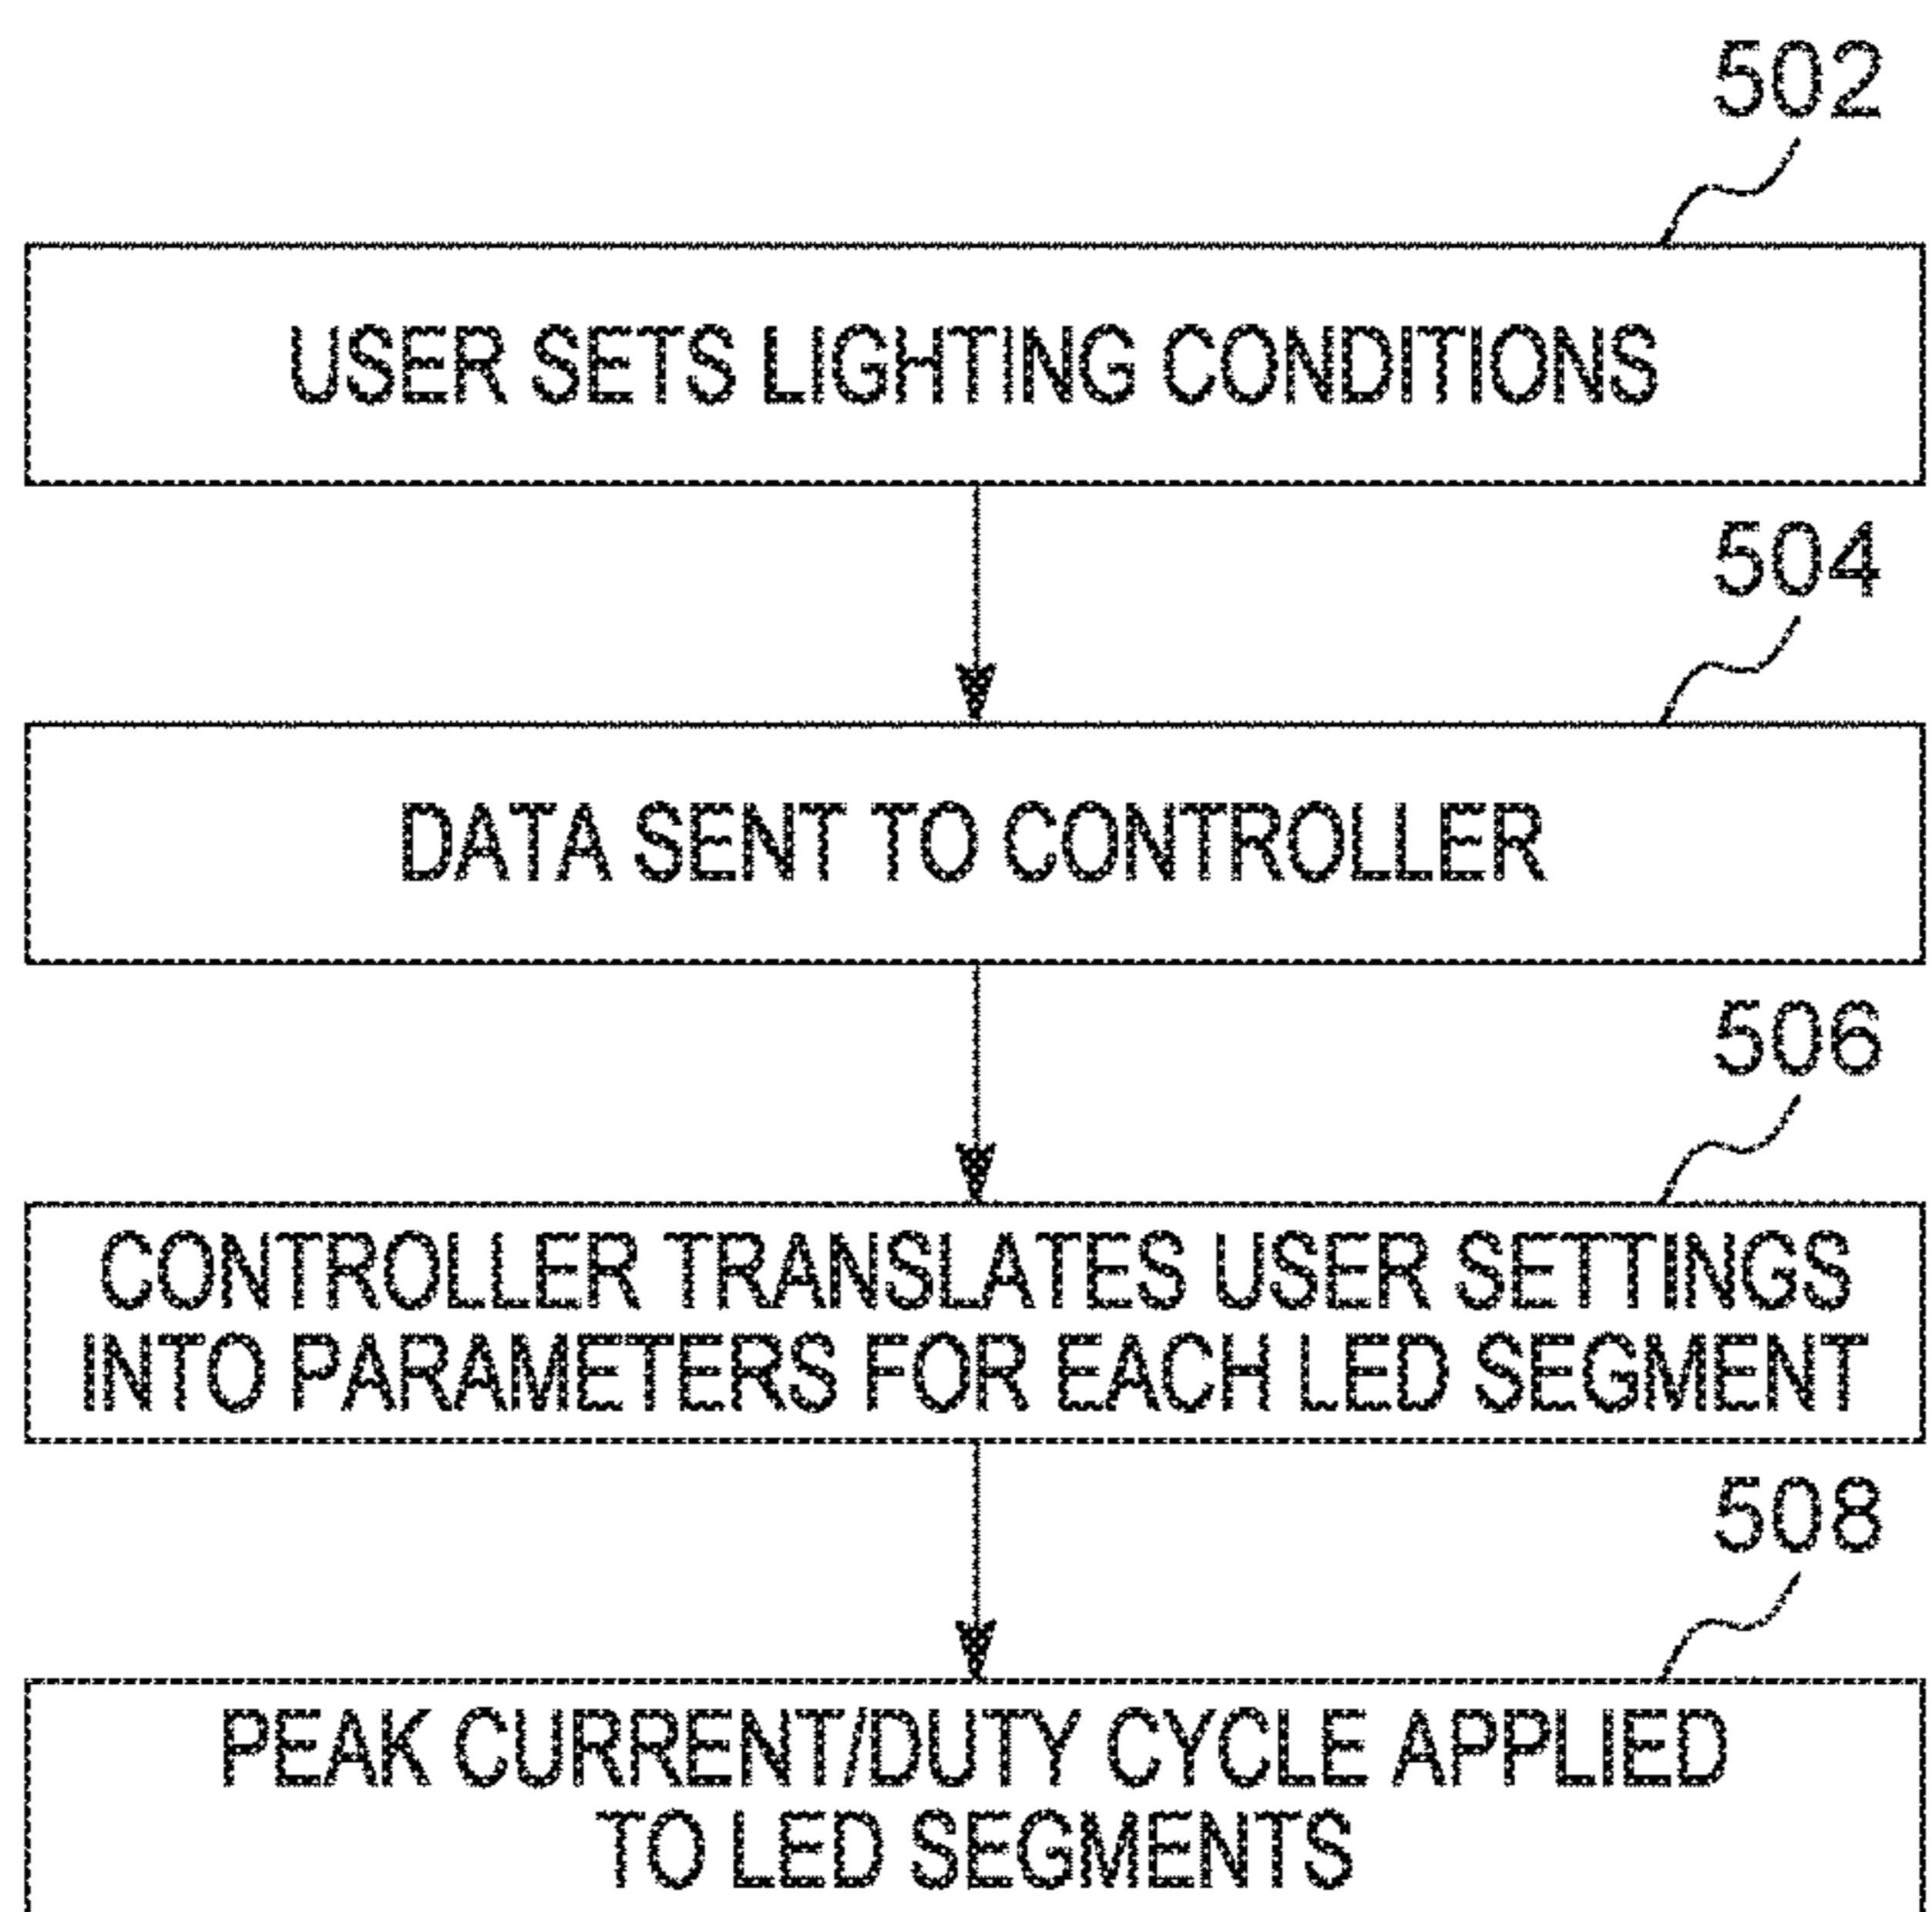 502
USER SETS LIGHTING CONDITIONS
504
DATA SENT TO CONTROLLER
506
CONTROLLER TRANSLATES USER SETTINGS
INTO PARAMETERS FOR EACH LED SEGMENT
508
PEAK CURRENT/DUTY CYCLE APPLIED
TO LED SEGMENTS